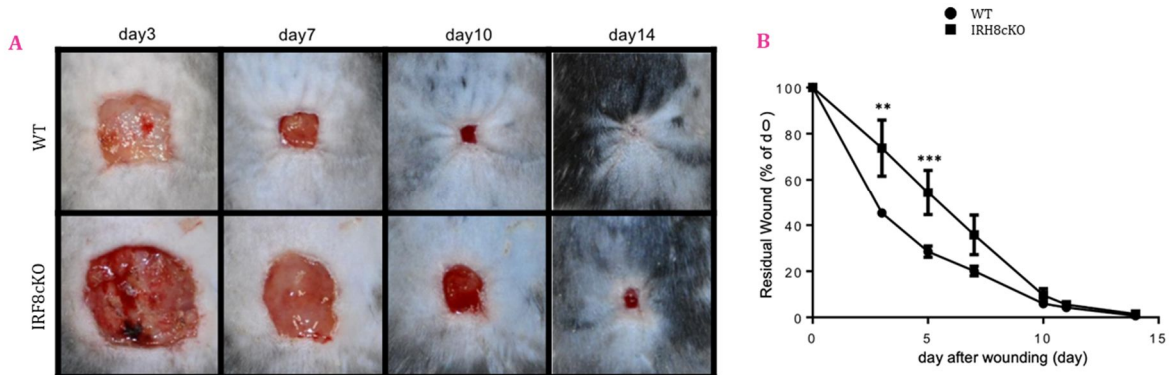 A
day3 day7 day10 day14
WT
IRF8cKO
B
WT
IRH8cKO
Residual Wound (% of d0)
100
80
60
40
20
0
**
***
0 5 10 15
day after wounding (day)